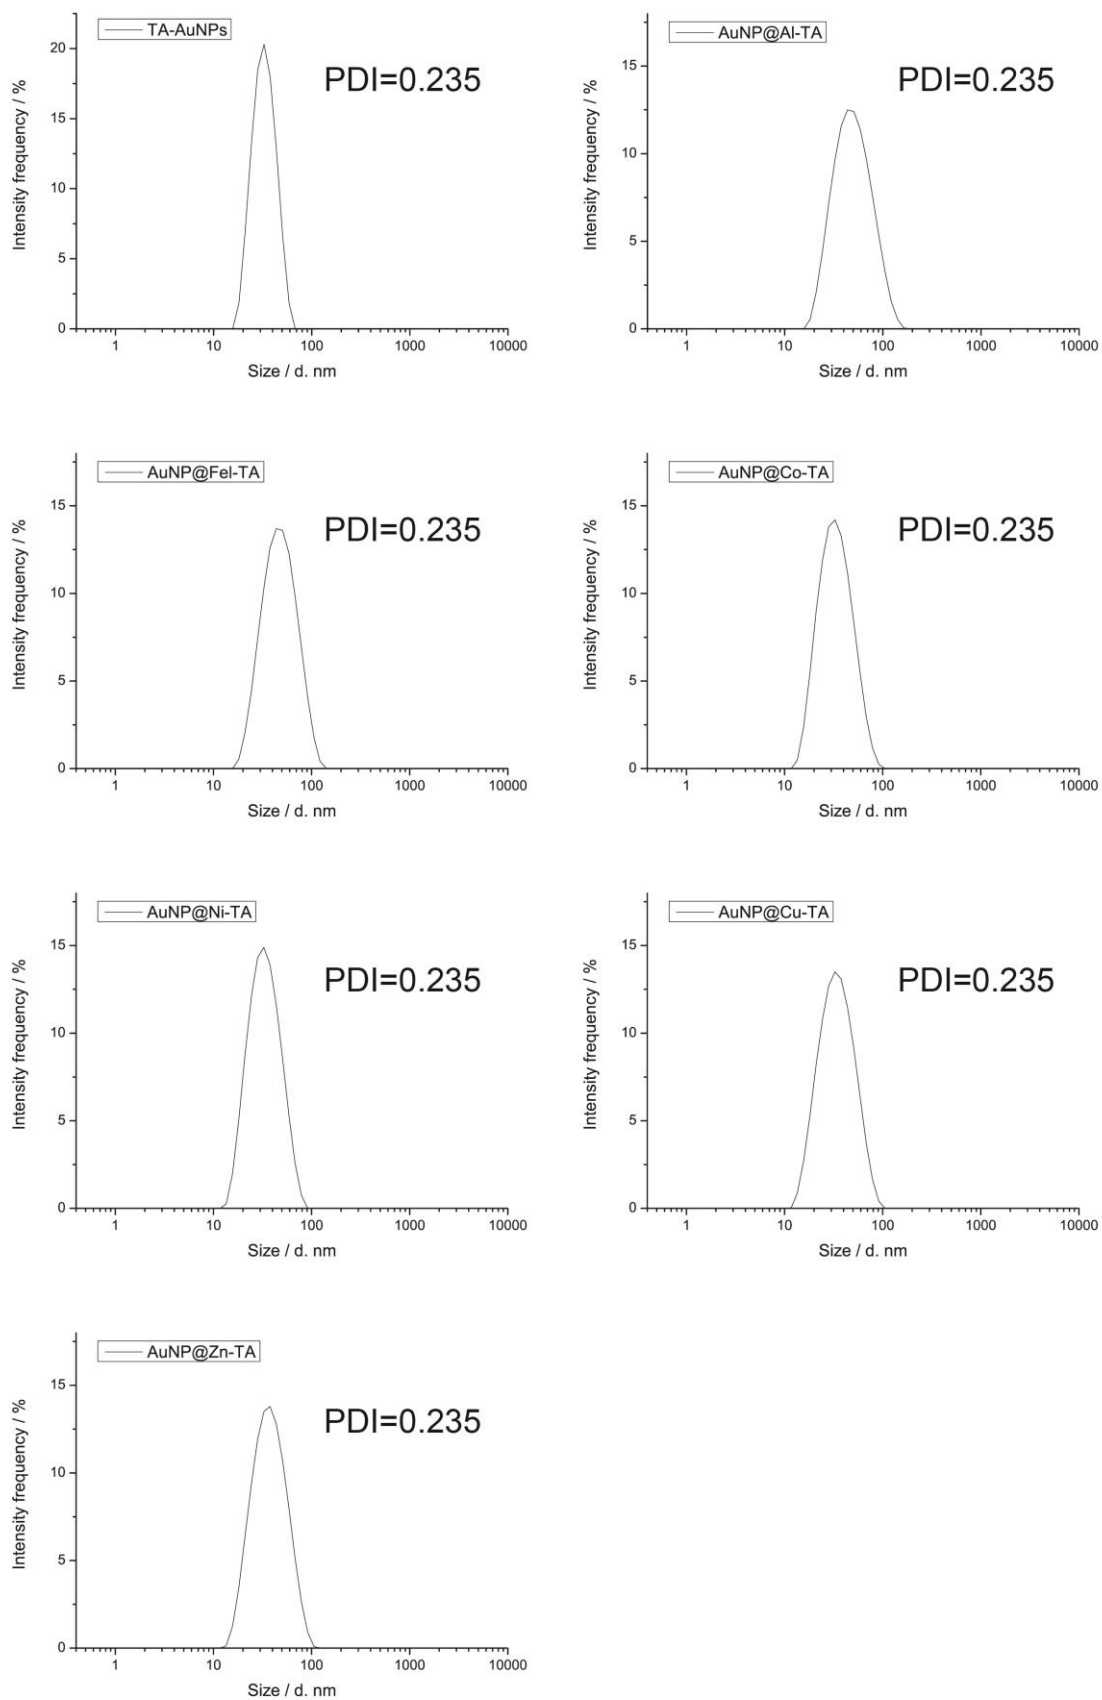 TA-AuNPs
PDI=0.235
Intensity frequency / %
20
15
10
5
0
1 10 100 1000 10000
Size / d. nm
AuNP@Al-TA
PDI=0.235
Intensity frequency / %
15
10
5
0
1 10 100 1000 10000
Size / d. nm
AuNP@FeI-TA
PDI=0.235
Intensity frequency / %
15
10
5
0
1 10 100 1000 10000
Size / d. nm
AuNP@Co-TA
PDI=0.235
Intensity frequency / %
15
10
5
0
1 10 100 1000 10000
Size / d. nm
AuNP@Ni-TA
PDI=0.235
Intensity frequency / %
15
10
5
0
1 10 100 1000 10000
Size / d. nm
AuNP@Cu-TA
PDI=0.235
Intensity frequency / %
15
10
5
0
1 10 100 1000 10000
Size / d. nm
AuNP@Zn-TA
PDI=0.235
Intensity frequency / %
15
10
5
0
1 10 100 1000 10000
Size / d. nm